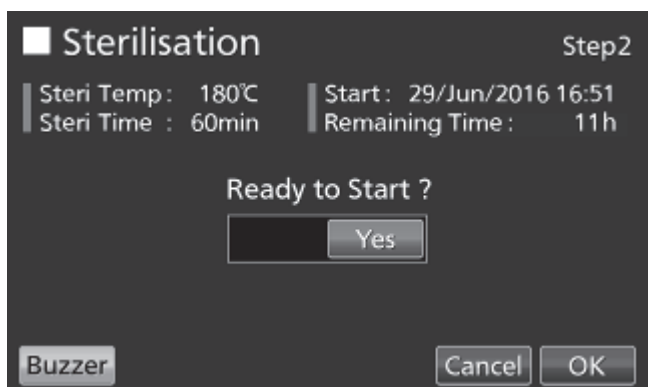 Sterilisation Step2
Steri Temp : 180℃ Start : 29/Jun/2016 16:51
Steri Time : 60min Remaining Time : 11h
Ready to Start ?
Yes
Buzzer Cancel OK